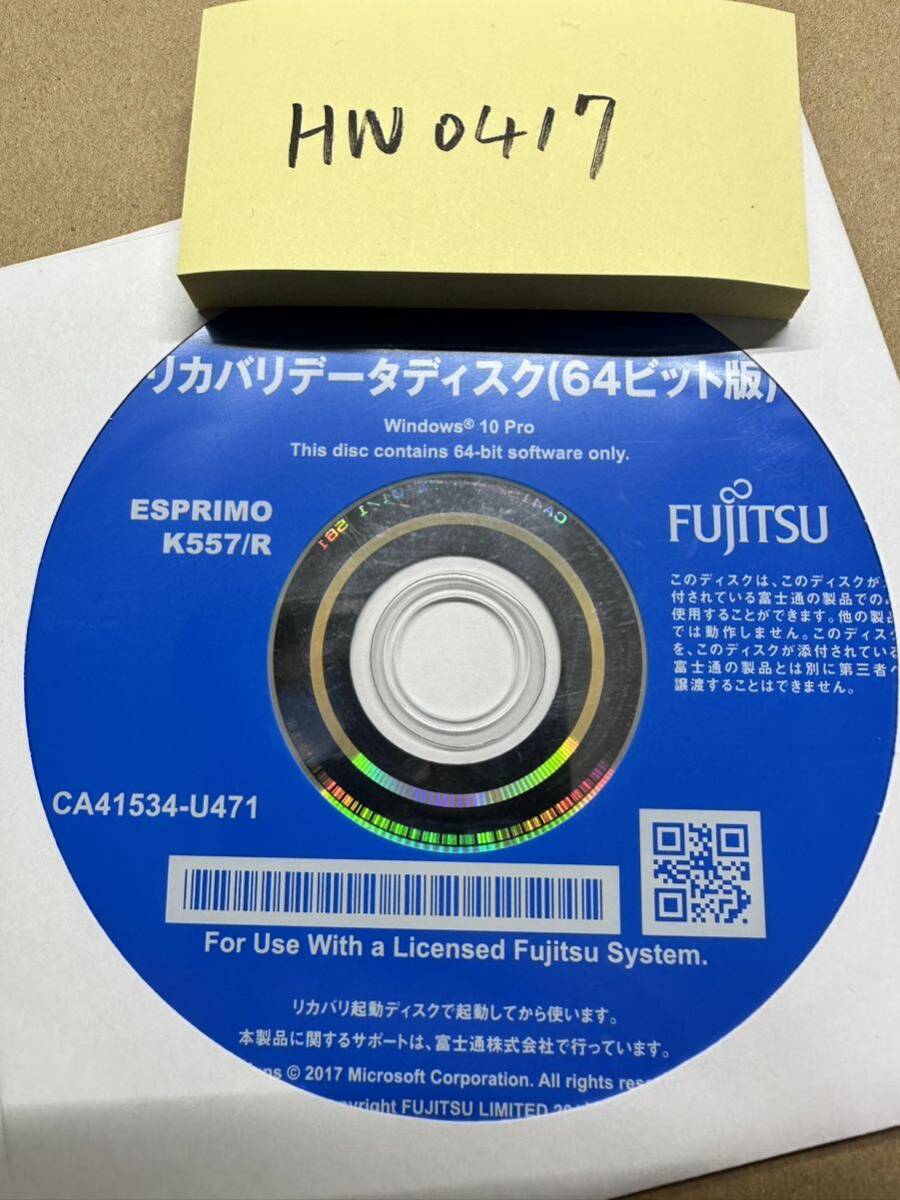 HW0417
リカバリデータディスク(64ビット版)
Windows® 10 Pro
This disc contains 64-bit software only.
ESPRIMO
K557/R
FUJITSU
このディスクは、このディスクが
付されている富士通の製品での
使用することができます。他の製品
では動作しません。このディスク
を、このディスクが添付されている
富士通の製品とは別に第三者へ
譲渡することはできません。
CA41534-U471
For Use With a Licensed Fujitsu System.
リカバリ起動ディスクで起動してから使います。
本製品に関するサポートは、富士通株式会社で行っています。
© 2017 Microsoft Corporation. All rights
FUJITSU LIMITED